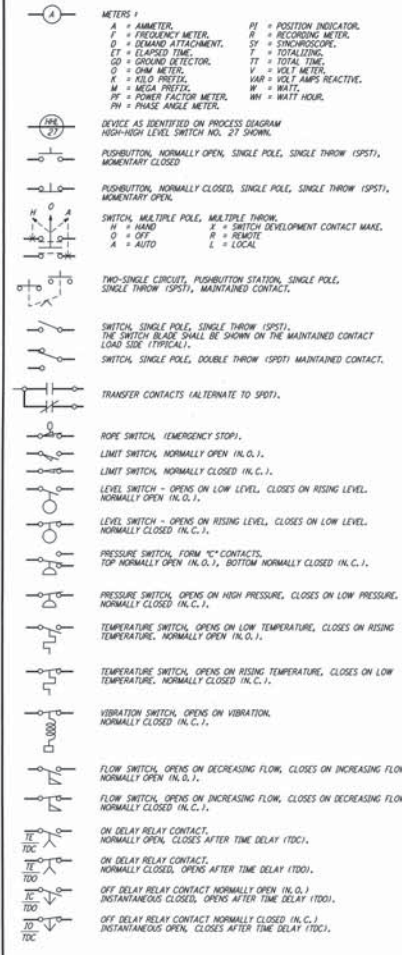 A
METERS :
A = AMMETER.
F = FREQUENCY METER.
D = DEMAND ATTACHMENT.
ET = ELAPSED TIME.
GD = GROUND DETECTOR.
O = OHM METER.
K = KILO PREFIX.
M = MEGA PREFIX.
PF = POWER FACTOR METER.
PH = PHASE ANGLE METER.
PI = POSITION INDICATOR.
R = RECORDING METER.
SY = SYNCHROSCOPE.
T = TOTALIZING.
TT = TOTAL TIME.
V = VOLT METER.
VAR = VOLT AMPS REACTIVE.
W = WATT.
WH = WATT HOUR.
HHL
27
DEVICE AS IDENTIFIED ON PROCESS DIAGRAM
HIGH-HIGH LEVEL SWITCH NO. 27 SHOWN.
PUSHBUTTON, NORMALLY OPEN, SINGLE POLE, SINGLE THROW (SPST),
MOMENTARY CLOSED
PUSHBUTTON, NORMALLY CLOSED, SINGLE POLE, SINGLE THROW (SPST),
MOMENTARY OPEN.
H O A
X
X
SWITCH, MULTIPLE POLE, MULTIPLE THROW.
H = HAND X = SWITCH DEVELOPMENT CONTACT MAKE.
O = OFF R = REMOTE
A = AUTO L = LOCAL
TWO-SINGLE CIRCUIT, PUSHBUTTON STATION, SINGLE POLE,
SINGLE THROW (SPST), MAINTAINED CONTACT.
SWITCH, SINGLE POLE, SINGLE THROW (SPST).
THE SWITCH BLADE SHALL BE SHOWN ON THE MAINTAINED CONTACT
LOAD SIDE (TYPICAL).
SWITCH, SINGLE POLE, DOUBLE THROW (SPDT) MAINTAINED CONTACT.
TRANSFER CONTACTS (ALTERNATE TO SPDT).
ROPE SWITCH, (EMERGENCY STOP).
LIMIT SWITCH, NORMALLY OPEN (N.O.).
LIMIT SWITCH, NORMALLY CLOSED (N.C.).
LEVEL SWITCH - OPENS ON LOW LEVEL, CLOSES ON RISING LEVEL.
NORMALLY OPEN (N.O.).
LEVEL SWITCH - OPENS ON RISING LEVEL, CLOSES ON LOW LEVEL.
NORMALLY CLOSED (N.C.).
PRESSURE SWITCH, FORM "C" CONTACTS.
TOP NORMALLY OPEN (N.O.), BOTTOM NORMALLY CLOSED (N.C.).
PRESSURE SWITCH, OPENS ON HIGH PRESSURE, CLOSES ON LOW PRESSURE,
NORMALLY CLOSED (N.C.).
TEMPERATURE SWITCH, OPENS ON LOW TEMPERATURE, CLOSES ON RISING
TEMPERATURE. NORMALLY OPEN (N.O.).
TEMPERATURE SWITCH, OPENS ON RISING TEMPERATURE, CLOSES ON LOW
TEMPERATURE. NORMALLY CLOSED (N.C.).
VIBRATION SWITCH, OPENS ON VIBRATION.
NORMALLY CLOSED (N.C.).
FLOW SWITCH, OPENS ON DECREASING FLOW, CLOSES ON INCREASING FLOW
NORMALLY OPEN (N.O.).
FLOW SWITCH, OPENS ON INCREASING FLOW, CLOSES ON DECREASING FLOW
NORMALLY CLOSED (N.C.).
TE
TDC
ON DELAY RELAY CONTACT.
NORMALLY OPEN, CLOSES AFTER TIME DELAY (TDC).
TE
TDO
ON DELAY RELAY CONTACT.
NORMALLY CLOSED, OPENS AFTER TIME DELAY (TDO).
IC
TDO
OFF DELAY RELAY CONTACT NORMALLY OPEN (N.O.)
INSTANTANEOUS CLOSED, OPENS AFTER TIME DELAY (TDO).
IO
TDC
OFF DELAY RELAY CONTACT NORMALLY CLOSED (N.C.)
INSTANTANEOUS OPEN, CLOSES AFTER TIME DELAY (TDC).